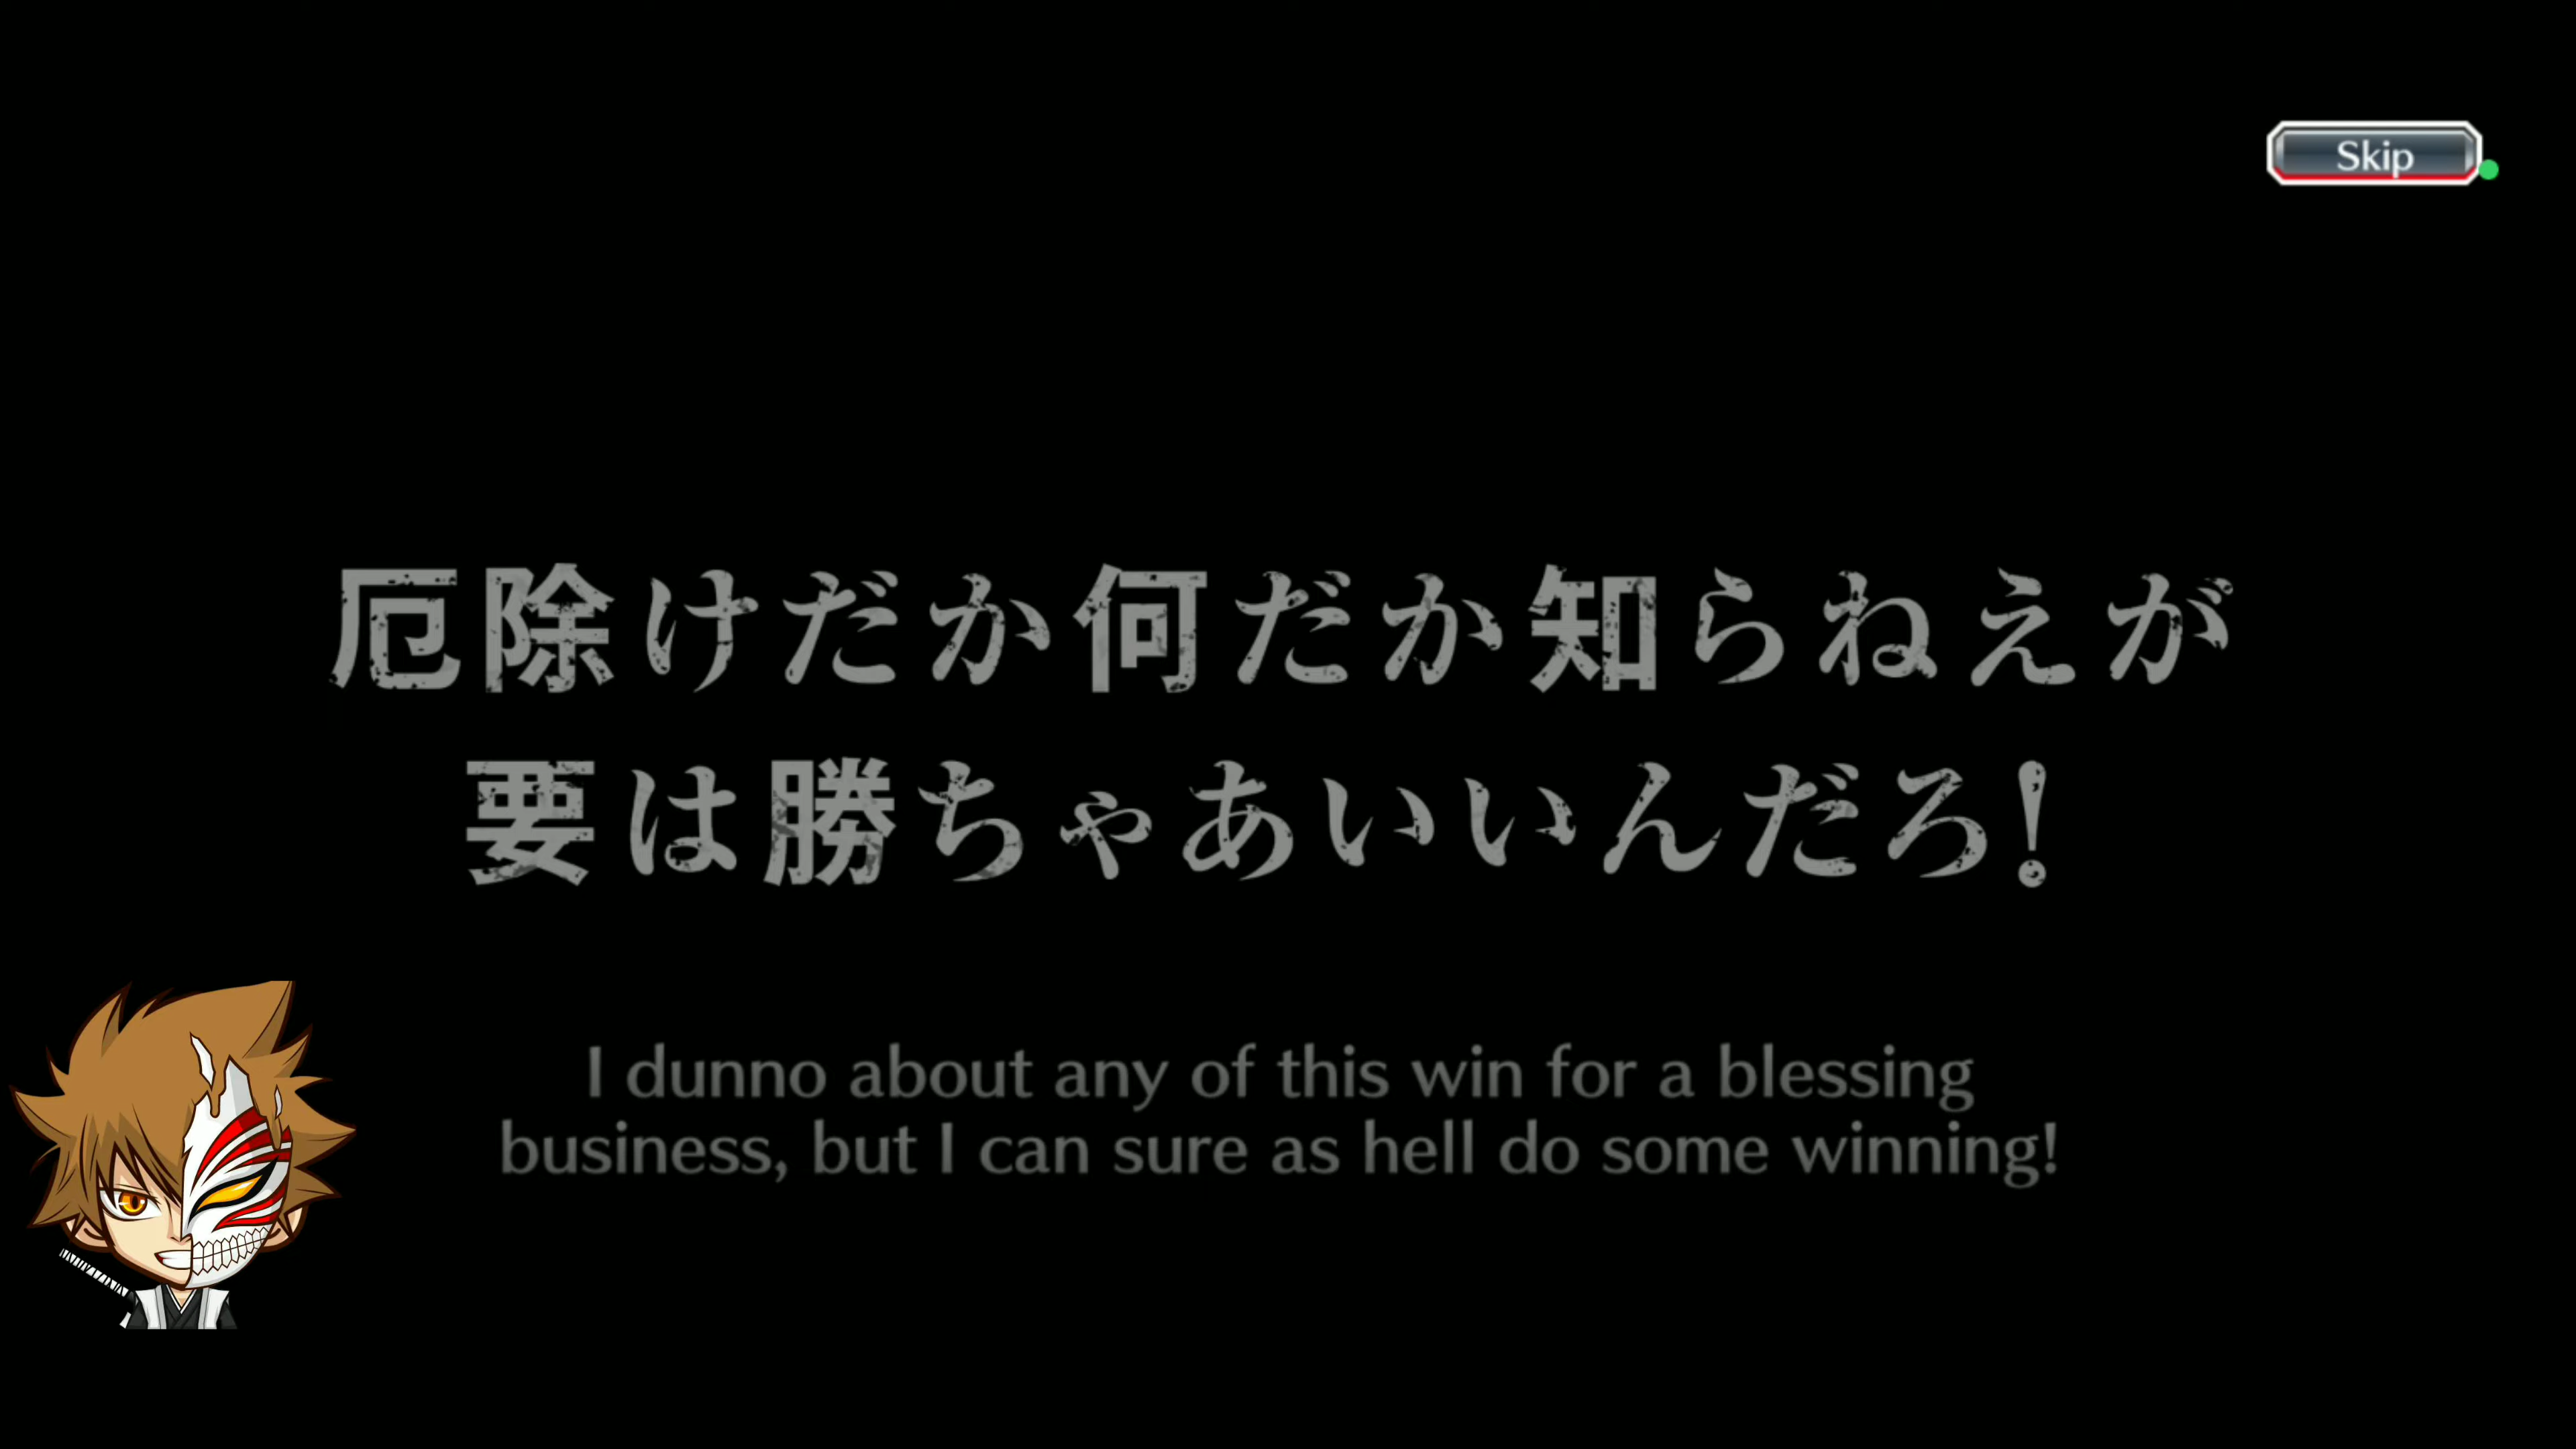 Skip
厄除けだか何だか知らねえが
要は勝ちゃあいいんだろ!
I dunno about any of this win for a blessing
business, but I can sure as hell do some winning!